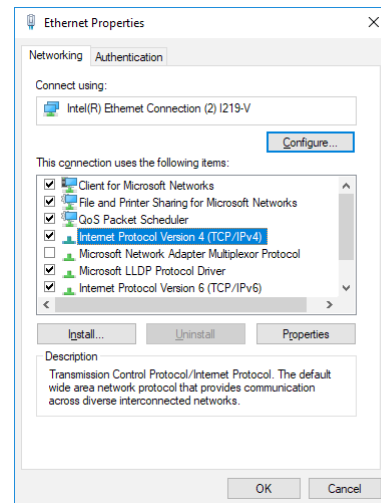 Ethernet Properties
Networking
Authentication
Connect using:
Intel(R) Ethernet Connection (2) I219-V
Configure...
This connection uses the following items:
Client for Microsoft Networks
File and Printer Sharing for Microsoft Networks
QoS Packet Scheduler
Internet Protocol Version 4 (TCP/IPv4)
Microsoft Network Adapter Multiplexor Protocol
Microsoft LLDP Protocol Driver
Internet Protocol Version 6 (TCP/IPv6)
Install...
Uninstall
Properties
Description
Transmission Control Protocol/Internet Protocol. The default
wide area network protocol that provides communication
across diverse interconnected networks.
OK
Cancel